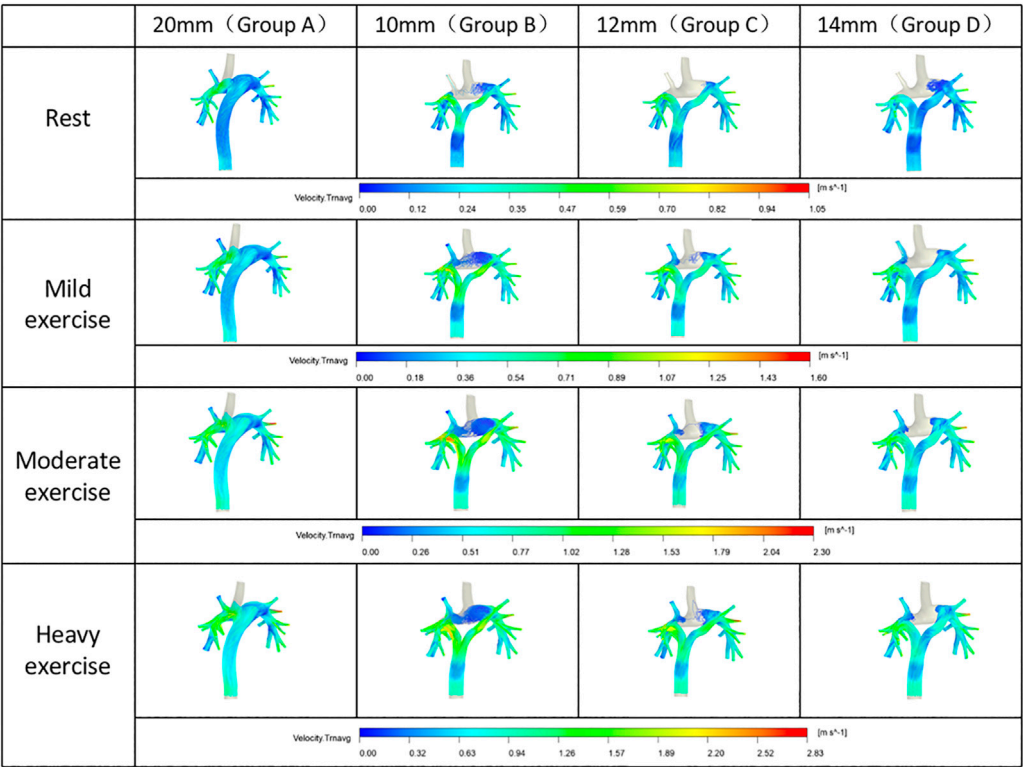 20mm（Group A） 10mm（Group B） 12mm（Group C） 14mm（Group D）
Rest
Velocity.Trnavg [m s^-1]
0.00 0.12 0.24 0.35 0.47 0.59 0.70 0.82 0.94 1.05
Mild
exercise
Velocity.Trnavg [m s^-1]
0.00 0.18 0.36 0.54 0.71 0.89 1.07 1.25 1.43 1.60
Moderate
exercise
Velocity.Trnavg [m s^-1]
0.00 0.26 0.51 0.77 1.02 1.28 1.53 1.79 2.04 2.30
Heavy
exercise
Velocity.Trnavg [m s^-1]
0.00 0.32 0.63 0.94 1.26 1.57 1.89 2.20 2.52 2.83